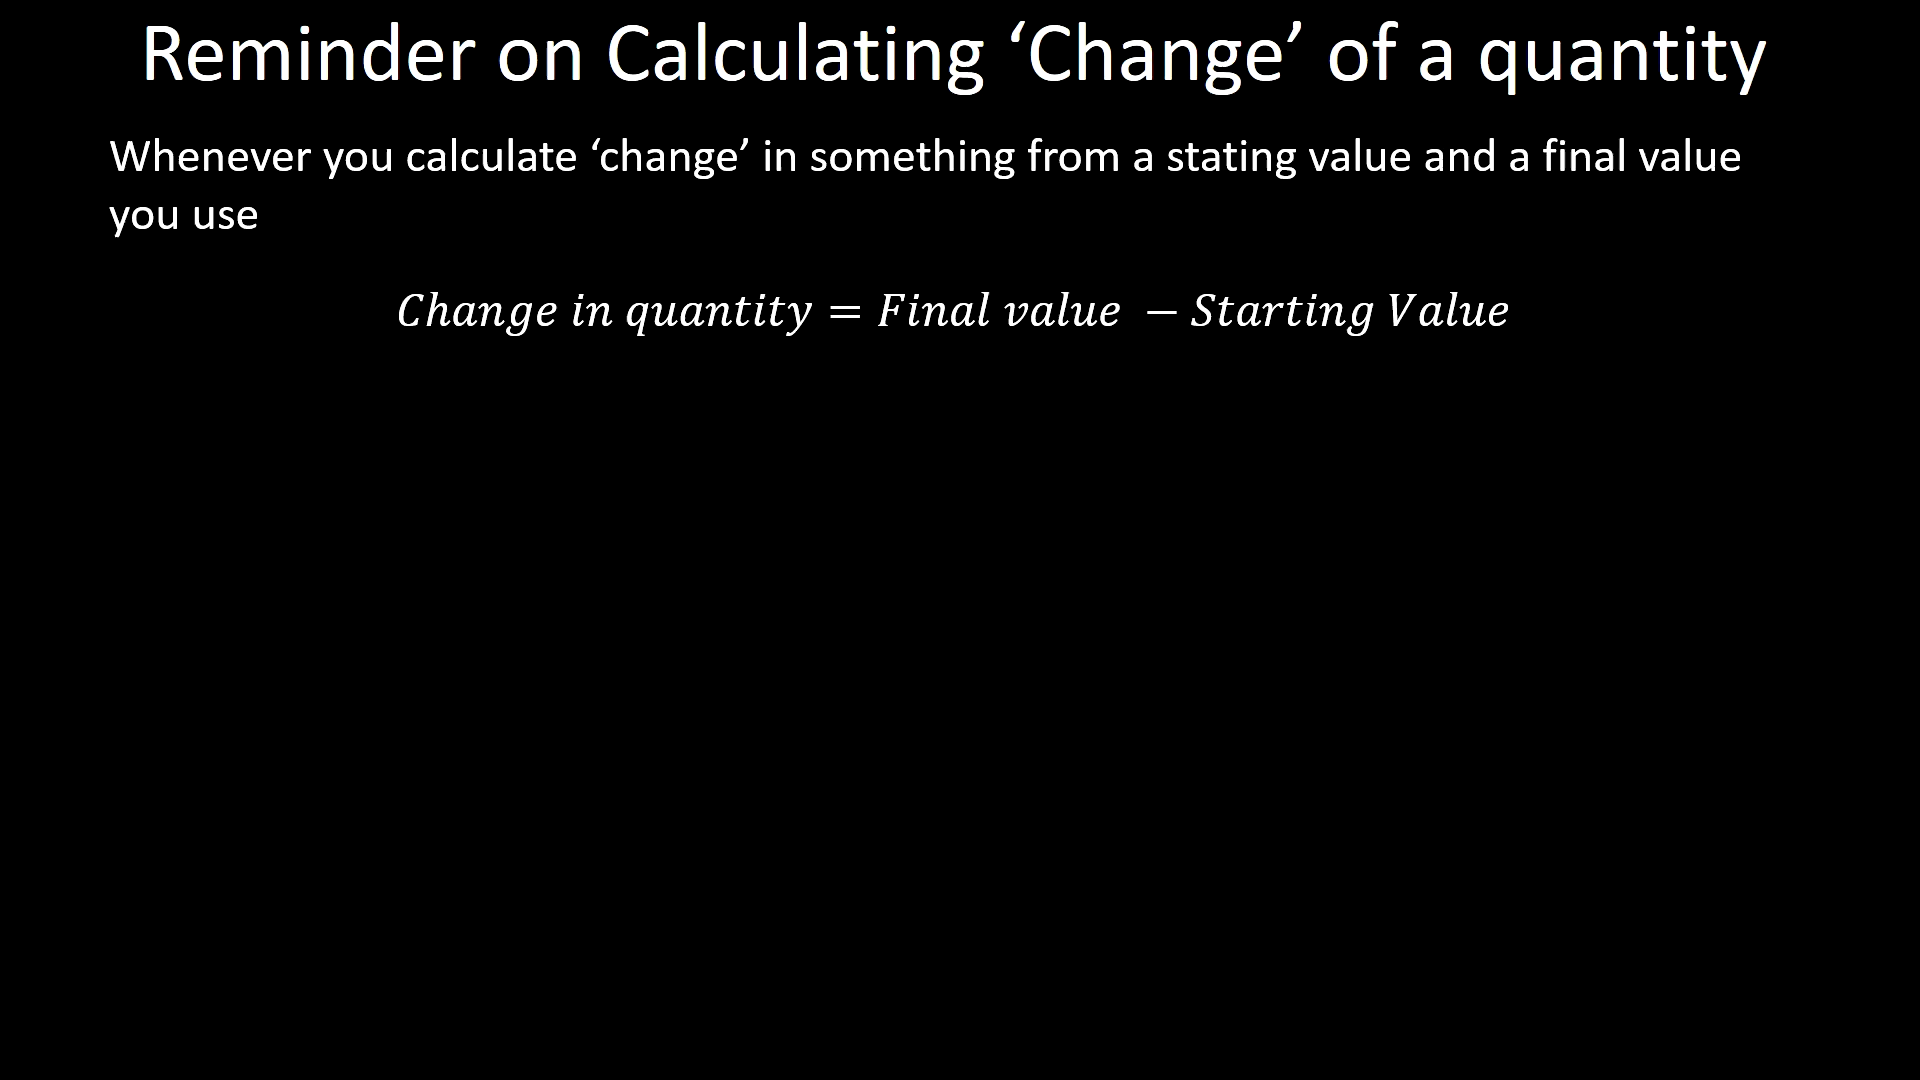 Reminder on Calculating ‘Change’ of a quantity
Whenever you calculate ‘change’ in something from a stating value and a final value
you use
Change in quantity = Final value − Starting Value